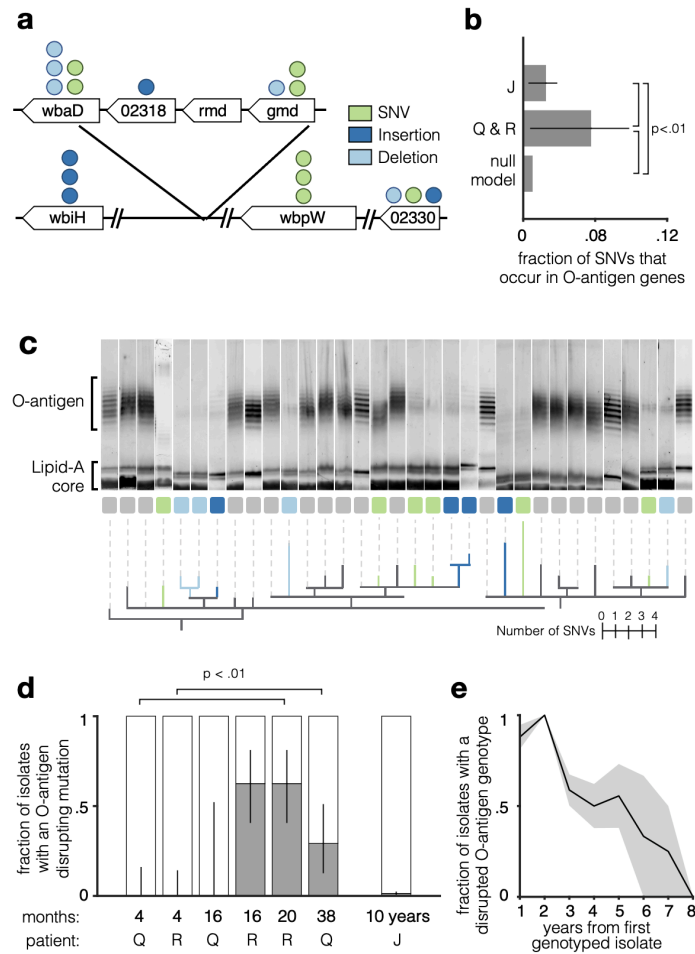 a
wbaD
02318
rmd
gmd
SNV
Insertion
Deletion
wbiH
wbpW
02330
b
J
Q & R
null
model
p<.01
0
.08
.12
fraction of SNVs that
occur in O-antigen genes
c
O-antigen
Lipid-A
core
Number of SNVs
0 1 2 3 4
d
p < .01
fraction of isolates
with an O-antigen
disrupting mutation
1
.5
0
months: 4 4 16 16 20 38 10 years
patient: Q R Q R R Q J
e
fraction of isolates with a
disrupted O-antigen genotype
1
.5
0
1 2 3 4 5 6 7 8
years from first
genotyped isolate